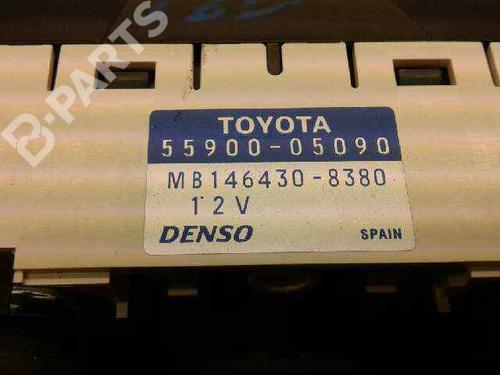 B-PARTS
TOYOTA
55900-05090
MB146430-8380
12V
DENSO SPAIN